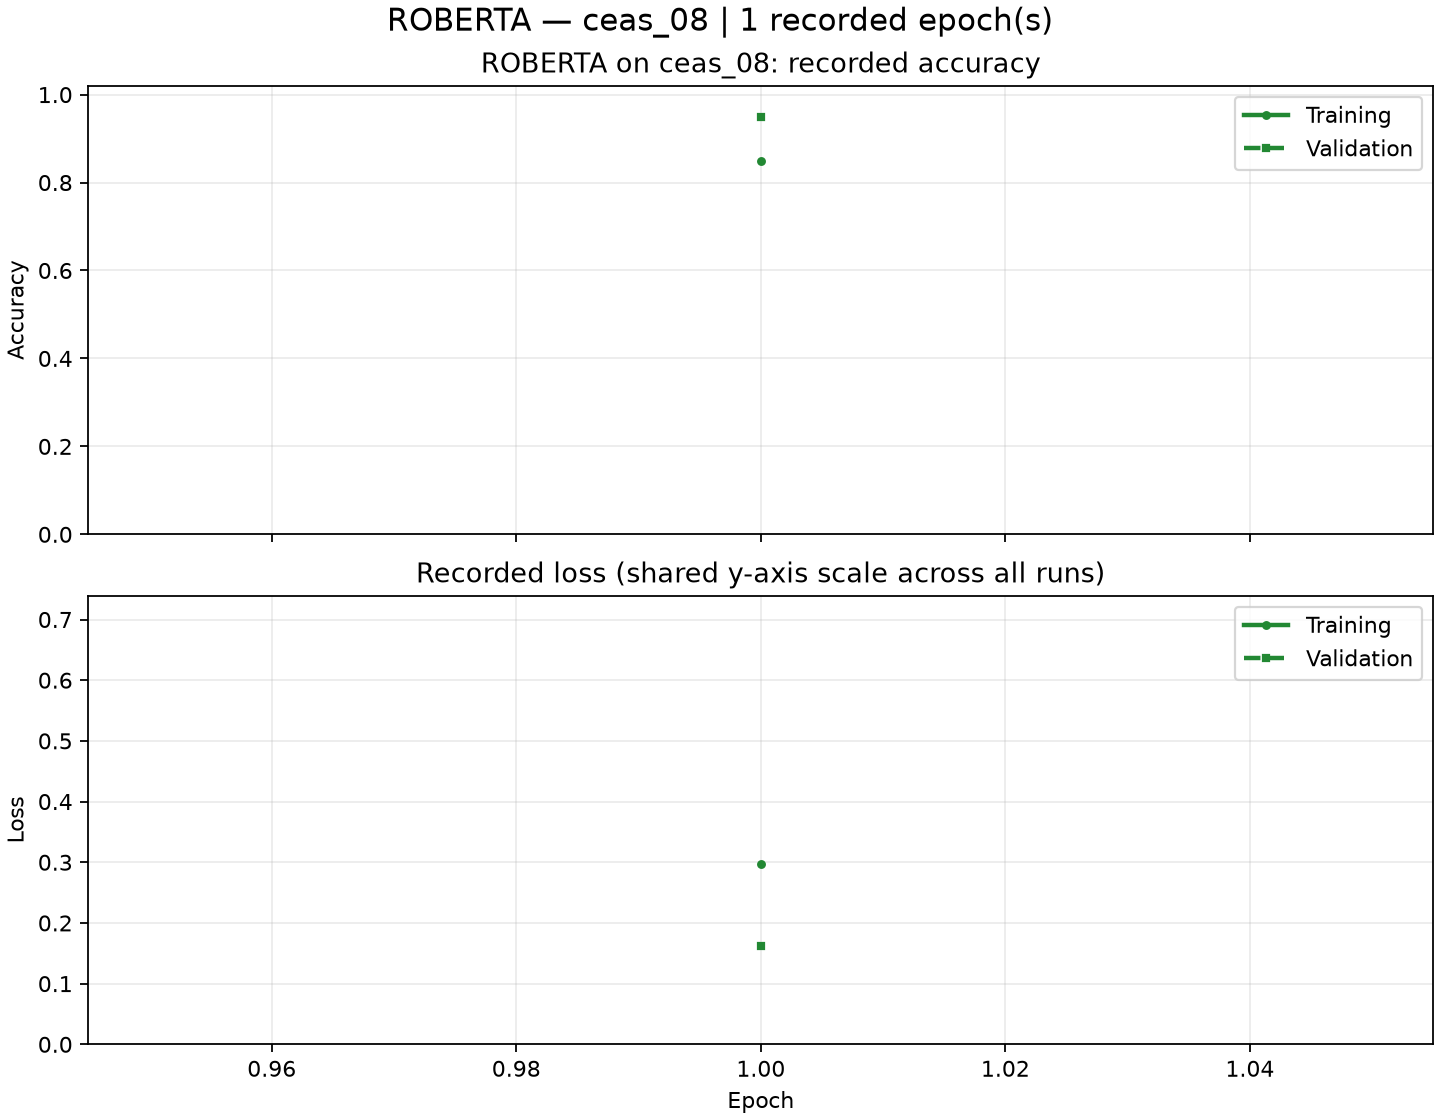 ROBERTA — ceas_08 | 1 recorded epoch(s)
ROBERTA on ceas_08: recorded accuracy
1.0
0.8
0.6
0.4
0.2
0.0
Accuracy
Training
Validation
Recorded loss (shared y-axis scale across all runs)
0.7
0.6
0.5
0.4
0.3
0.2
0.1
0.0
Loss
Training
Validation
0.96 0.98 1.00 1.02 1.04
Epoch